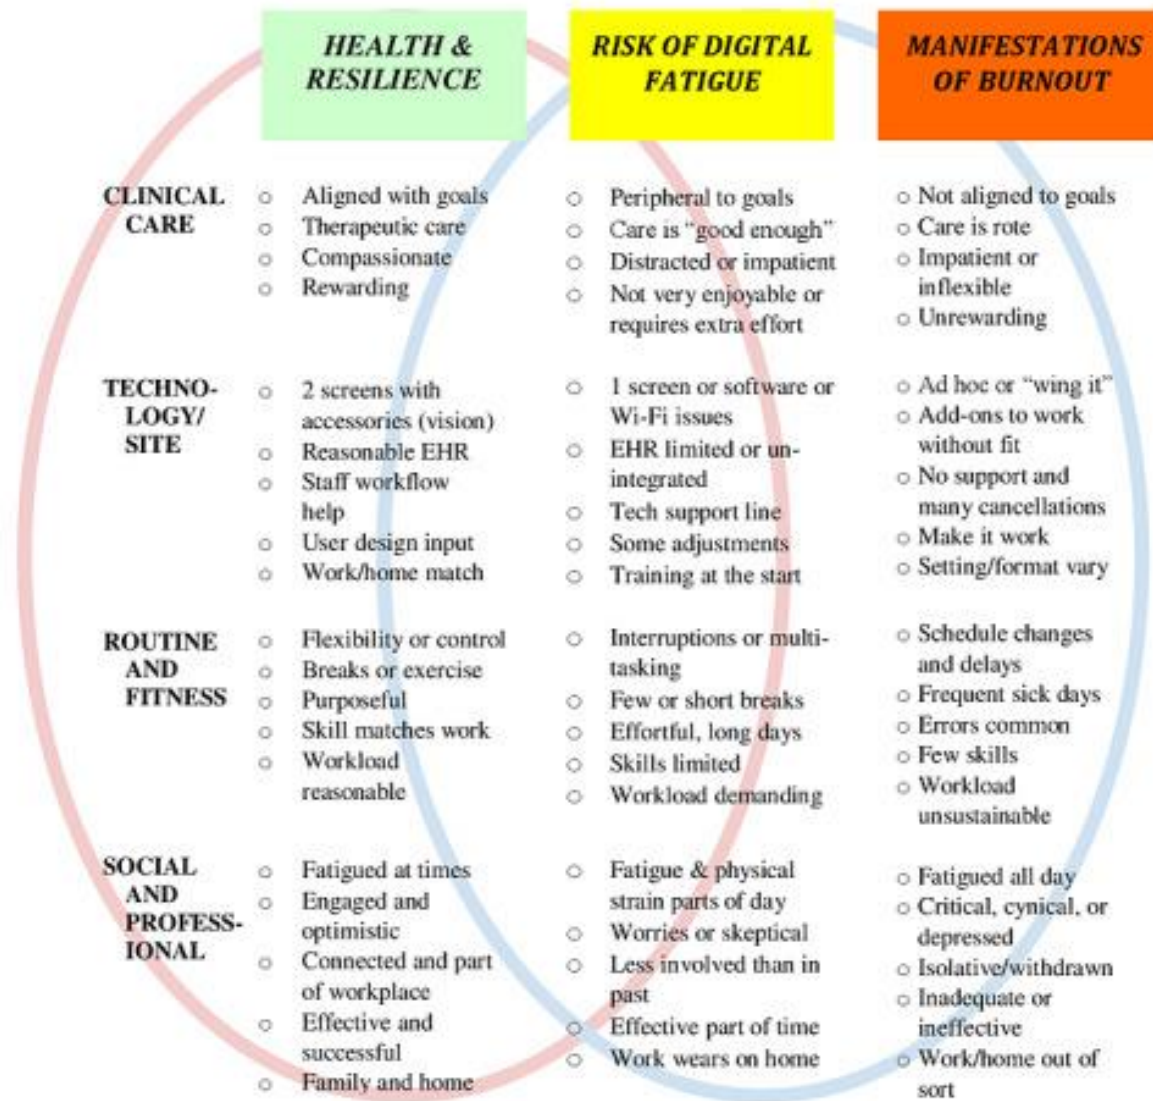 HEALTH &
RESILIENCE
RISK OF DIGITAL
FATIGUE
MANIFESTATIONS
OF BURNOUT
CLINICAL
CARE
Aligned with goals
Therapeutic care
Compassionate
Rewarding
Peripheral to goals
Care is “good enough”
Distracted or impatient
Not very enjoyable or
requires extra effort
Not aligned to goals
Care is rote
Impatient or
inflexible
Unrewarding
TECHNO-
LOGY/
SITE
2 screens with
accessories (vision)
Reasonable EHR
Staff workflow
help
User design input
Work/home match
1 screen or software or
Wi-Fi issues
EHR limited or un-
integrated
Tech support line
Some adjustments
Training at the start
Ad hoc or “wing it”
Add-ons to work
without fit
No support and
many cancellations
Make it work
Setting/format vary
ROUTINE
AND
FITNESS
Flexibility or control
Breaks or exercise
Purposeful
Skill matches work
Workload
reasonable
Interruptions or multi-
tasking
Few or short breaks
Effortful, long days
Skills limited
Workload demanding
Schedule changes
and delays
Frequent sick days
Errors common
Few skills
Workload
unsustainable
SOCIAL
AND
PROFESS-
IONAL
Fatigued at times
Engaged and
optimistic
Connected and part
of workplace
Effective and
successful
Family and home
Fatigue & physical
strain parts of day
Worries or skeptical
Less involved than in
past
Effective part of time
Work wears on home
Fatigued all day
Critical, cynical, or
depressed
Isolative/withdrawn
Inadequate or
ineffective
Work/home out of
sort